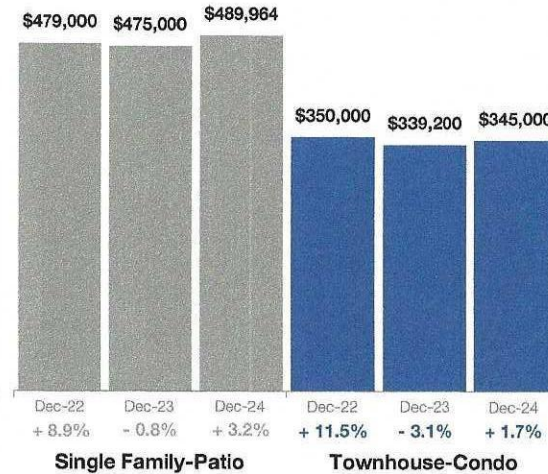 $479,000 $475,000 $489,964
$350,000 $339,200 $345,000
Dec-22 Dec-23 Dec-24 Dec-22 Dec-23 Dec-24
+ 8.9% - 0.8% + 3.2% + 11.5% - 3.1% + 1.7%
Single Family-Patio Townhouse-Condo